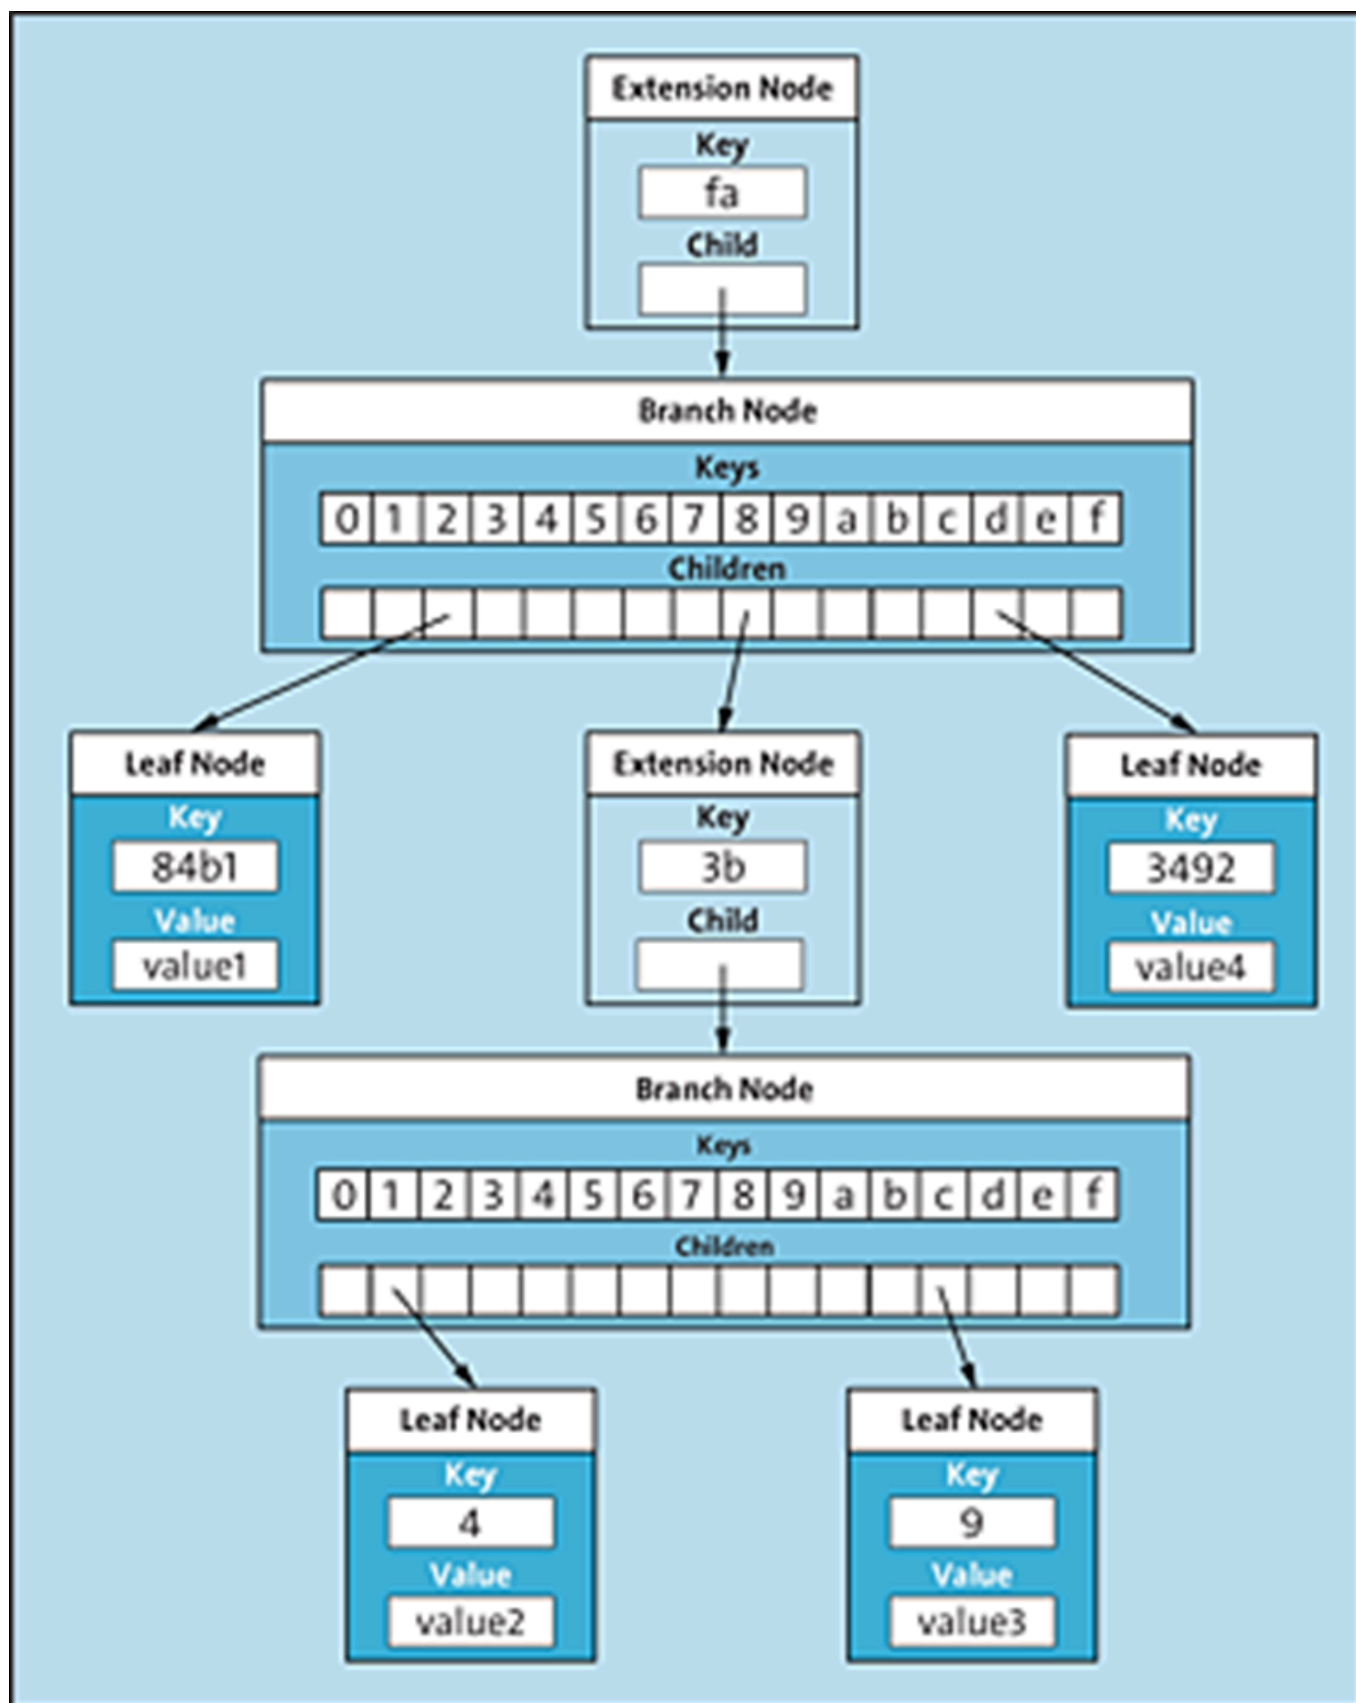 Extension Node
Key
fa
Child
Branch Node
Keys
0 1 2 3 4 5 6 7 8 9 a b c d e f
Children
Leaf Node
Key
84b1
Value
value1
Extension Node
Key
3b
Child
Leaf Node
Key
3492
Value
value4
Branch Node
Keys
0 1 2 3 4 5 6 7 8 9 a b c d e f
Children
Leaf Node
Key
4
Value
value2
Leaf Node
Key
9
Value
value3